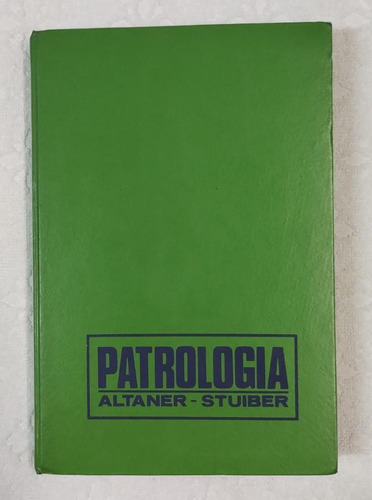 PATROLOGIA
ALTANER - STUIBER